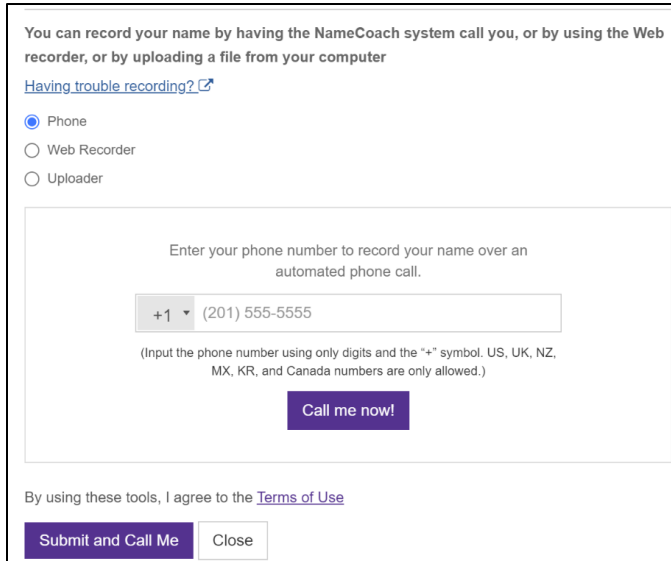 You can record your name by having the NameCoach system call you, or by using the Web
recorder, or by uploading a file from your computer
Having trouble recording?
Phone
Web Recorder
Uploader
Enter your phone number to record your name over an
automated phone call.
+1 (201) 555-5555
(Input the phone number using only digits and the “+” symbol. US, UK, NZ,
MX, KR, and Canada numbers are only allowed.)
Call me now!
By using these tools, I agree to the Terms of Use
Submit and Call Me Close